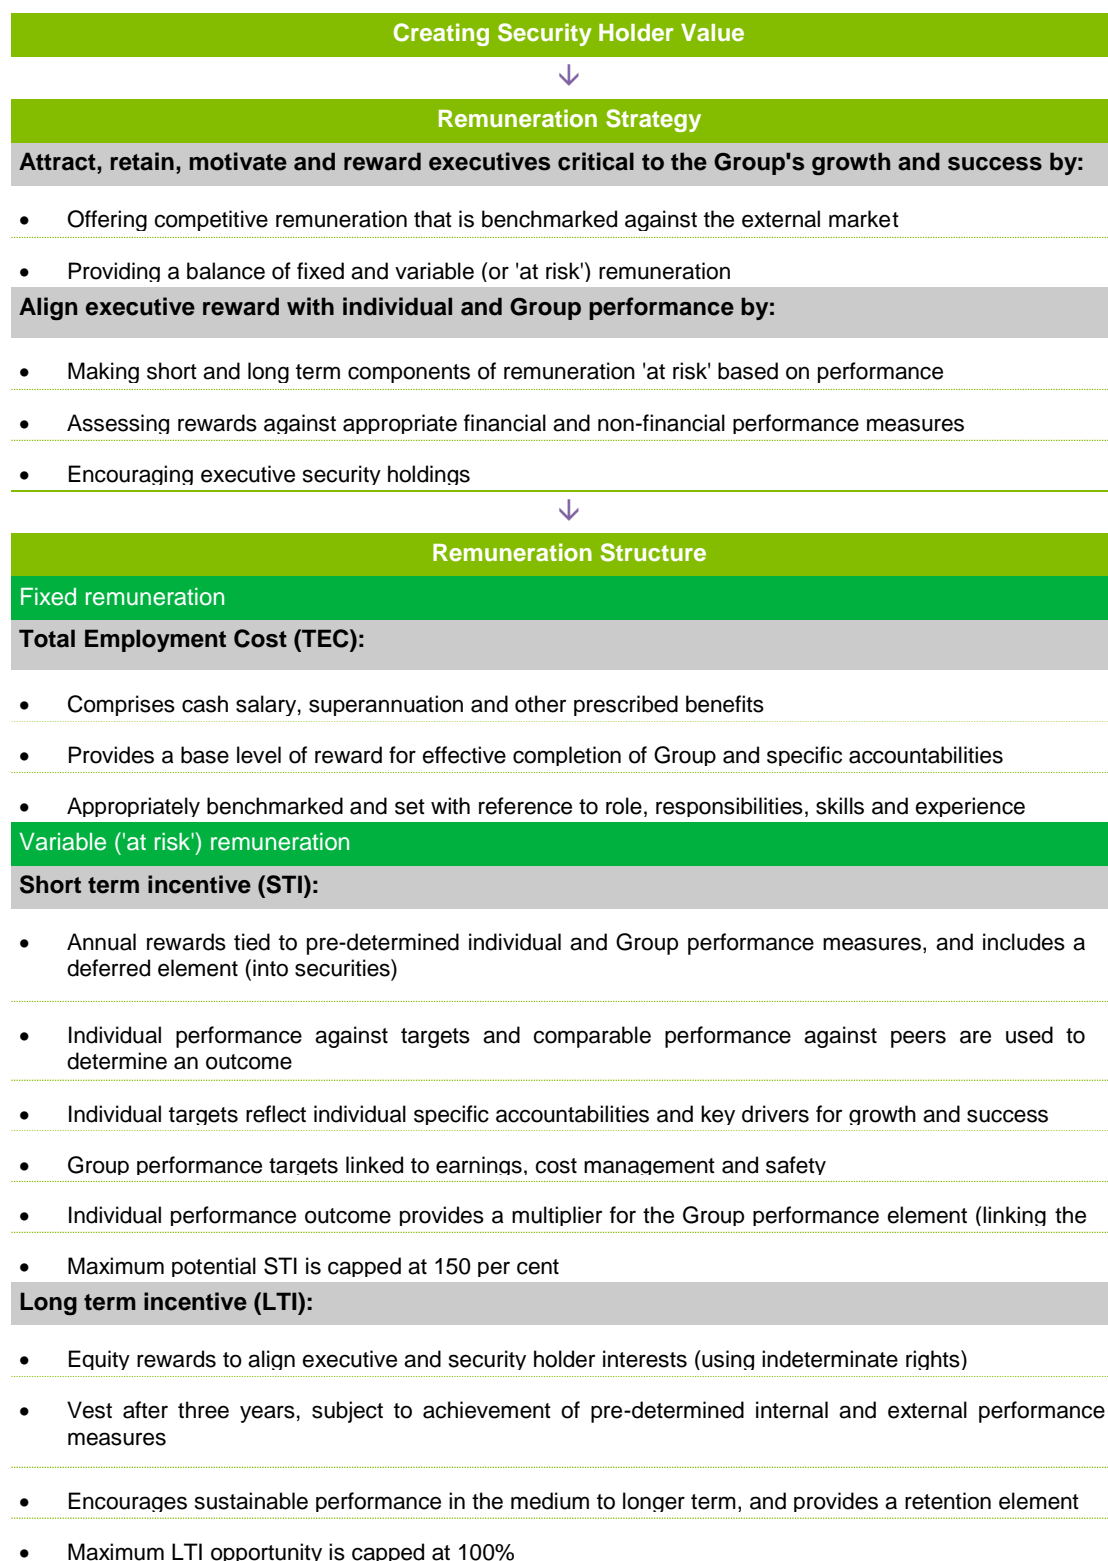 Creating Security Holder Value
Remuneration Strategy
Attract, retain, motivate and reward executives critical to the Group's growth and success by:
• Offering competitive remuneration that is benchmarked against the external market
• Providing a balance of fixed and variable (or 'at risk') remuneration
Align executive reward with individual and Group performance by:
• Making short and long term components of remuneration 'at risk' based on performance
• Assessing rewards against appropriate financial and non-financial performance measures
• Encouraging executive security holdings
Remuneration Structure
Fixed remuneration
Total Employment Cost (TEC):
• Comprises cash salary, superannuation and other prescribed benefits
• Provides a base level of reward for effective completion of Group and specific accountabilities
• Appropriately benchmarked and set with reference to role, responsibilities, skills and experience
Variable ('at risk') remuneration
Short term incentive (STI):
• Annual rewards tied to pre-determined individual and Group performance measures, and includes a
deferred element (into securities)
• Individual performance against targets and comparable performance against peers are used to
determine an outcome
• Individual targets reflect individual specific accountabilities and key drivers for growth and success
• Group performance targets linked to earnings, cost management and safety
• Individual performance outcome provides a multiplier for the Group performance element (linking the
• Maximum potential STI is capped at 150 per cent
Long term incentive (LTI):
• Equity rewards to align executive and security holder interests (using indeterminate rights)
• Vest after three years, subject to achievement of pre-determined internal and external performance
measures
• Encourages sustainable performance in the medium to longer term, and provides a retention element
• Maximum LTI opportunity is capped at 100%